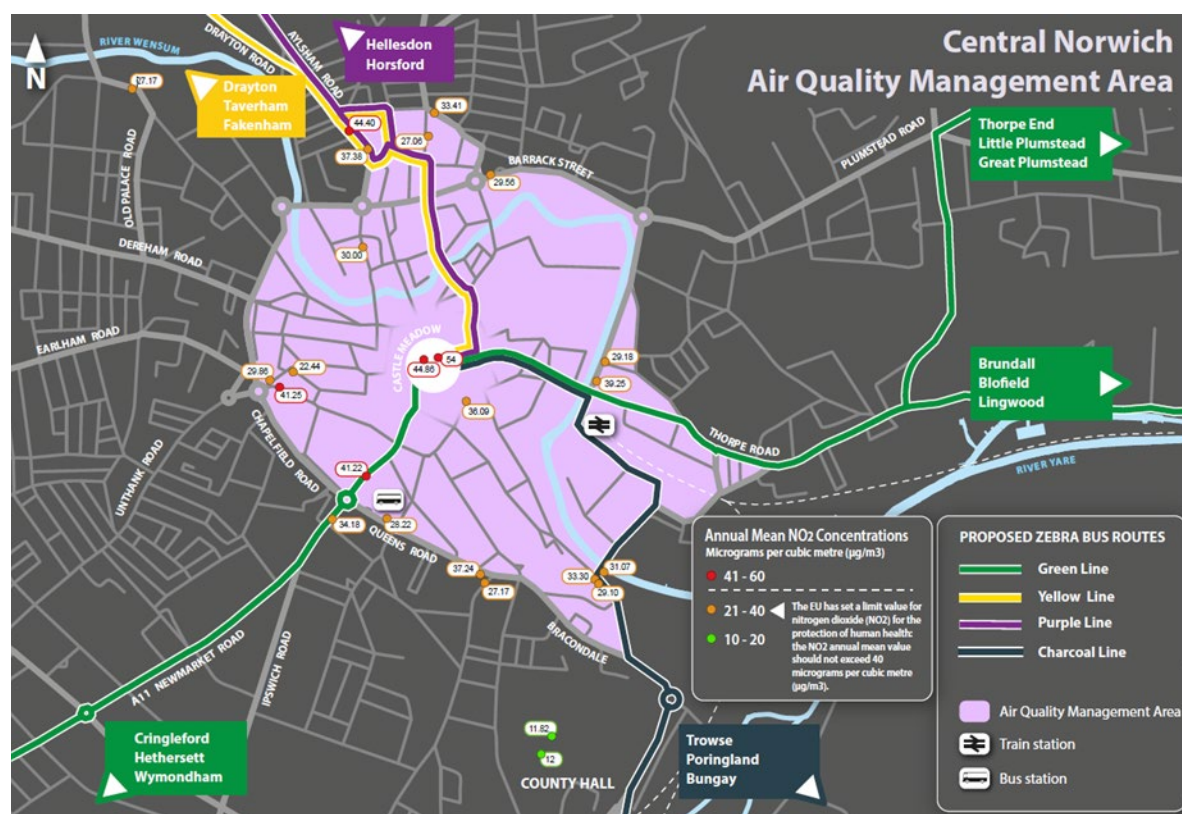 Central Norwich
Air Quality Management Area
N
RIVER WENSUM
DRAYTON ROAD
AYLSHAM ROAD
Hellesdon
Horsford
Drayton
Taverham
Fakenham
27.17
OLD PALACE ROAD
44.40
37.38
33.41
27.06
BARRACK STREET
29.56
PLUMSTEAD ROAD
Thorpe End
Little Plumstead
Great Plumstead
DEREHAM ROAD
30.00
EARLHAM ROAD
CASTLE MEADOW
44.86
54
29.86
22.44
41.25
29.18
39.25
36.09
Brundall
Blofield
Lingwood
CHAPELFIELD ROAD
UNTHANK ROAD
THORPE ROAD
RIVER YARE
41.22
34.18
28.22
QUEENS ROAD
37.24
27.17
33.30
31.07
29.10
BRACONDALE
A11 NEWMARKET ROAD
IPSWICH ROAD
Cringleford
Hethersett
Wymondham
11.82
12
COUNTY HALL
Trowse
Poringland
Bungay
Annual Mean NO2 Concentrations
Micrograms per cubic metre (µg/m3)
41 - 60
21 - 40
10 - 20
The EU has set a limit value for
nitrogen dioxide (NO2) for the
protection of human health:
the NO2 annual mean value
should not exceed 40
micrograms per cubic metre
(µg/m3).
PROPOSED ZEBRA BUS ROUTES
Green Line
Yellow Line
Purple Line
Charcoal Line
Air Quality Management Area
Train station
Bus station